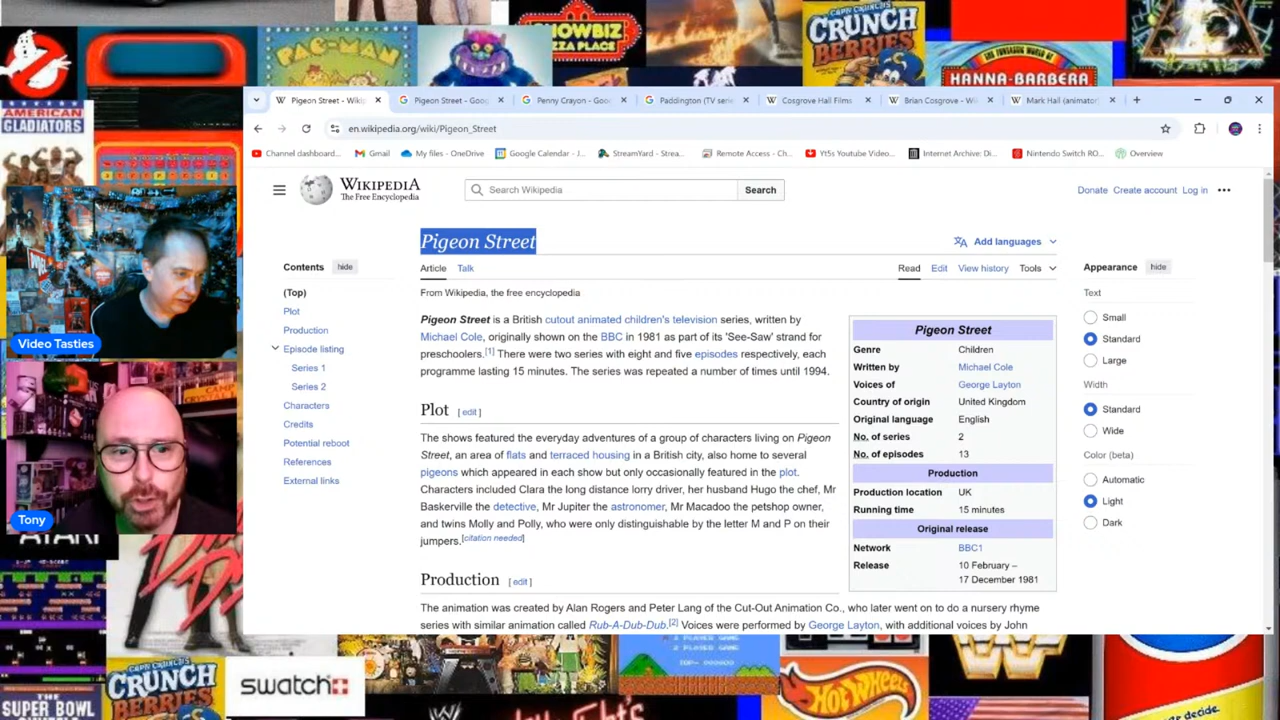 PAC-MAN
SHOWBIZ
PIZZA PLACE
CAP'N CRUNCH'S
CRUNCH
BERRIES
THE FUNTASTIC WORLD OF
HANNA-BARBERA
AMERICAN
GLADIATORS
Pigeon Street - Wikip
Pigeon Street - Goog
Penny Crayon - Goo
Paddington (TV serie
Cosgrove Hall Films
Brian Cosgrove - Wi
Mark Hall (animator)
en.wikipedia.org/wiki/Pigeon_Street
Channel dashboard...
Gmail
My files - OneDrive
Google Calendar - J...
StreamYard - Strea...
Remote Access - Ch...
Yt5s Youtube Video...
Internet Archive: Di...
Nintendo Switch RO...
Overview
WIKIPEDIA
The Free Encyclopedia
Search Wikipedia
Search
Donate Create account Log in
Pigeon Street
Add languages
Contents hide
(Top)
Plot
Production
Episode listing
Series 1
Series 2
Characters
Credits
Potential reboot
References
External links
Article Talk
Read Edit View history Tools
From Wikipedia, the free encyclopedia
Pigeon Street is a British cutout animated children's television series, written by
Michael Cole, originally shown on the BBC in 1981 as part of its 'See-Saw' strand for
preschoolers.[1] There were two series with eight and five episodes respectively, each
programme lasting 15 minutes. The series was repeated a number of times until 1994.
Plot [ edit ]
The shows featured the everyday adventures of a group of characters living on Pigeon
Street, an area of flats and terraced housing in a British city, also home to several
pigeons which appeared in each show but only occasionally featured in the plot.
Characters included Clara the long distance lorry driver, her husband Hugo the chef, Mr
Baskerville the detective, Mr Jupiter the astronomer, Mr Macadoo the petshop owner,
and twins Molly and Polly, who were only distinguishable by the letter M and P on their
jumpers.[citation needed]
Production [ edit ]
The animation was created by Alan Rogers and Peter Lang of the Cut-Out Animation Co., who later went on to do a nursery rhyme
series with similar animation called Rub-A-Dub-Dub.[2] Voices were performed by George Layton, with additional voices by John
Pigeon Street
Genre Children
Written by Michael Cole
Voices of George Layton
Country of origin United Kingdom
Original language English
No. of series 2
No. of episodes 13
Production
Production location UK
Running time 15 minutes
Original release
Network BBC1
Release 10 February –
17 December 1981
Appearance hide
Text
Small
Standard
Large
Width
Standard
Wide
Color (beta)
Automatic
Light
Dark
Video Tasties
Tony
ATARI
CAP'N CRUNCH'S
CRUNCH
BERRIES
THE
SUPER BOWL
swatch
HOT WHEELS
decide.